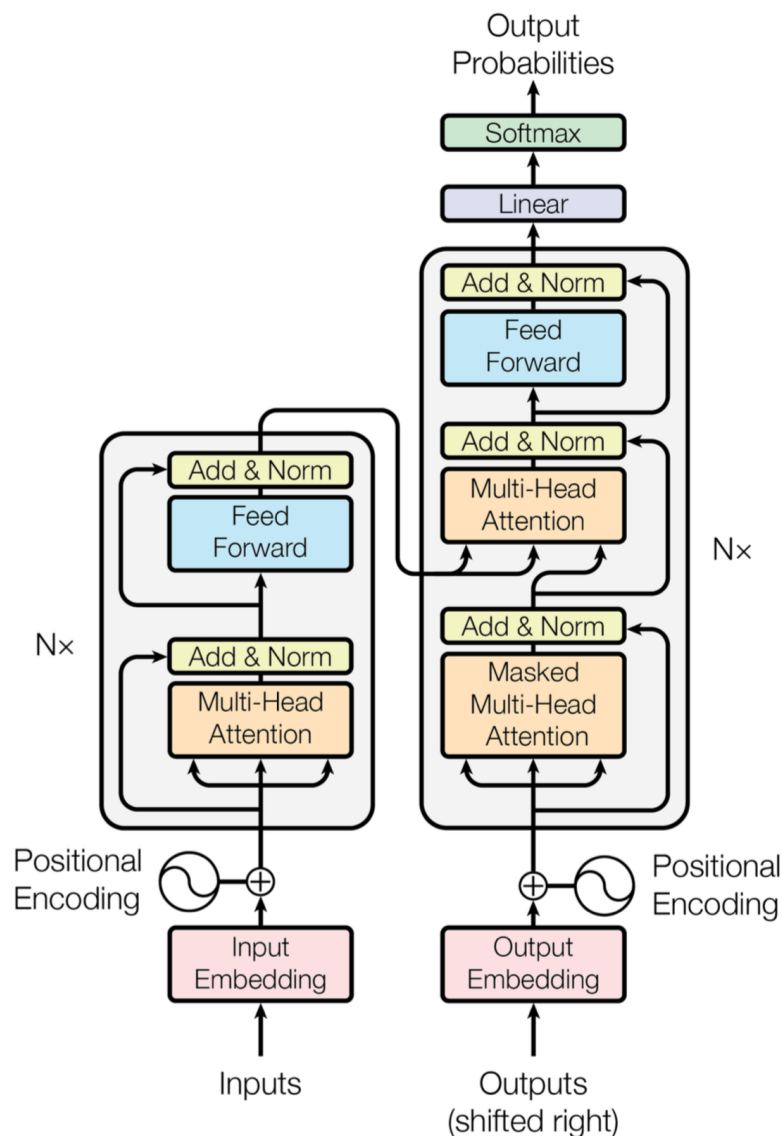 Output
Probabilities
Softmax
Linear
Add & Norm
Feed
Forward
Add & Norm
Multi-Head
Attention
Add & Norm
Masked
Multi-Head
Attention
Nx
Add & Norm
Feed
Forward
Add & Norm
Multi-Head
Attention
Nx
Positional
Encoding
Positional
Encoding
Input
Embedding
Output
Embedding
Inputs
Outputs
(shifted right)